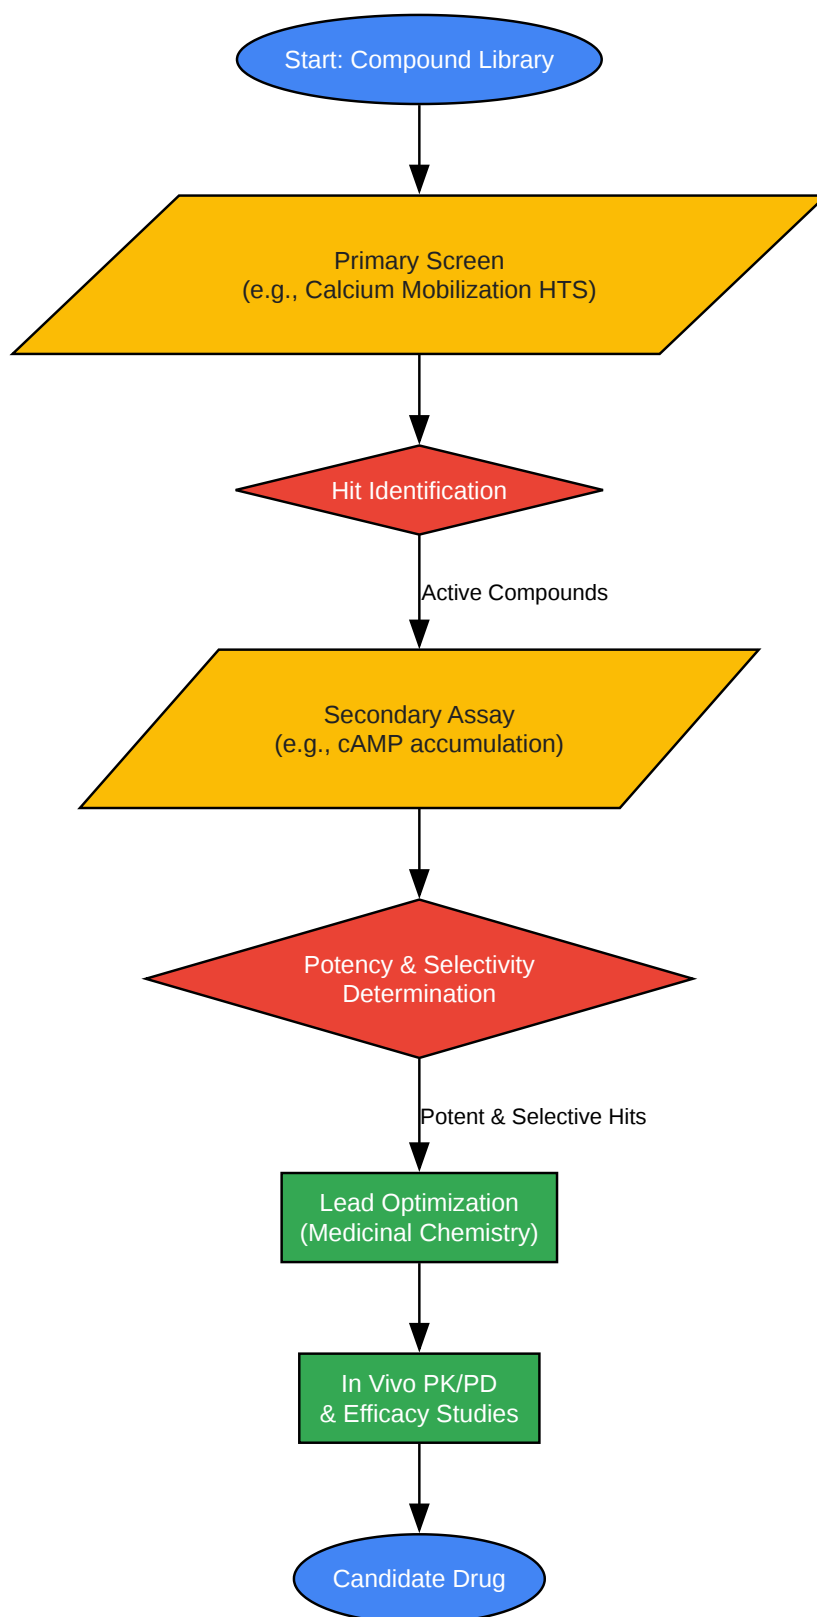 Start: Compound Library
Primary Screen
(e.g., Calcium Mobilization HTS)
Hit Identification
Active Compounds
Secondary Assay
(e.g., cAMP accumulation)
Potency & Selectivity
Determination
Potent & Selective Hits
Lead Optimization
(Medicinal Chemistry)
In Vivo PK/PD
& Efficacy Studies
Candidate Drug